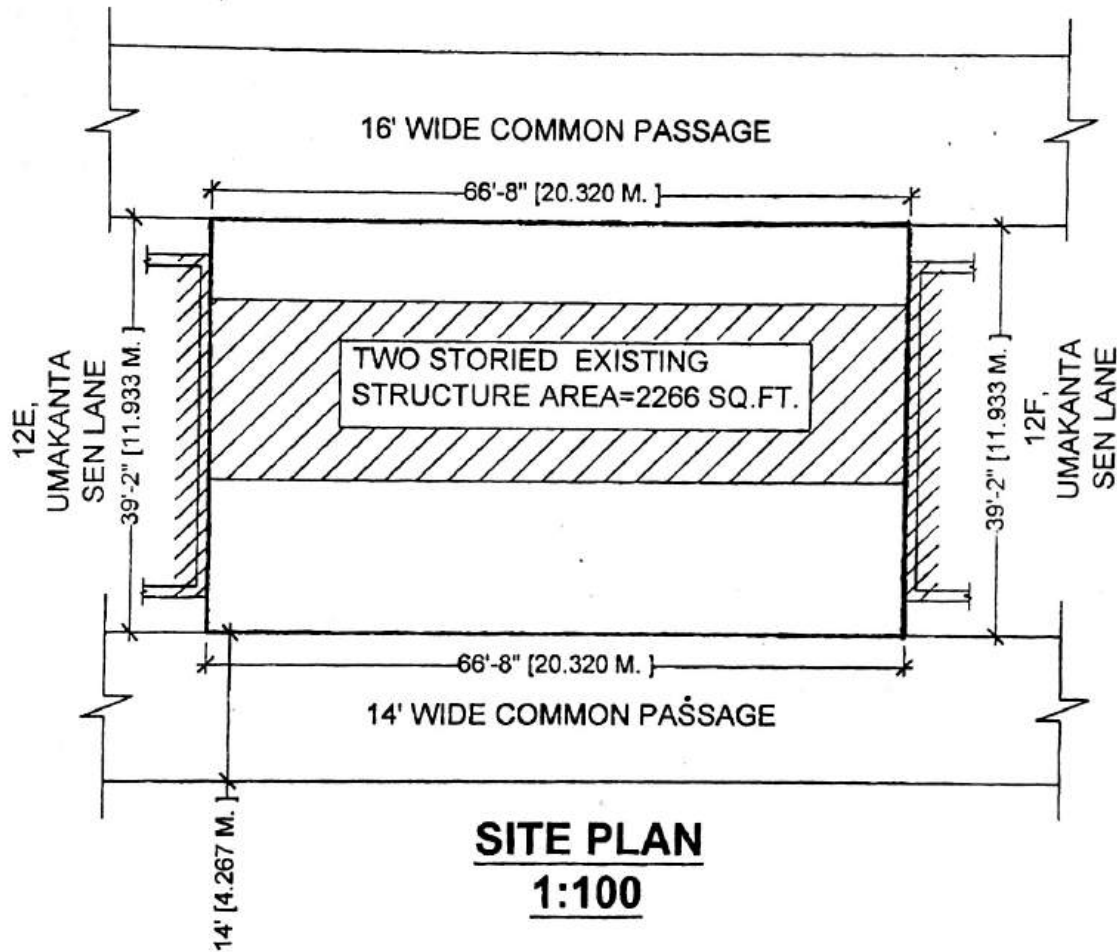 16' WIDE COMMON PASSAGE
66'-8" [20.320 M. ]
TWO STORIED EXISTING
STRUCTURE AREA=2266 SQ.FT.
12E,
UMAKANTA
SEN LANE
39'-2" [11.933 M. ]
39'-2" [11.933 M. ]
12F,
UMAKANTA
SEN LANE
66'-8" [20.320 M. ]
14' WIDE COMMON PASSAGE
14' [4.267 M. ]
SITE PLAN
1:100